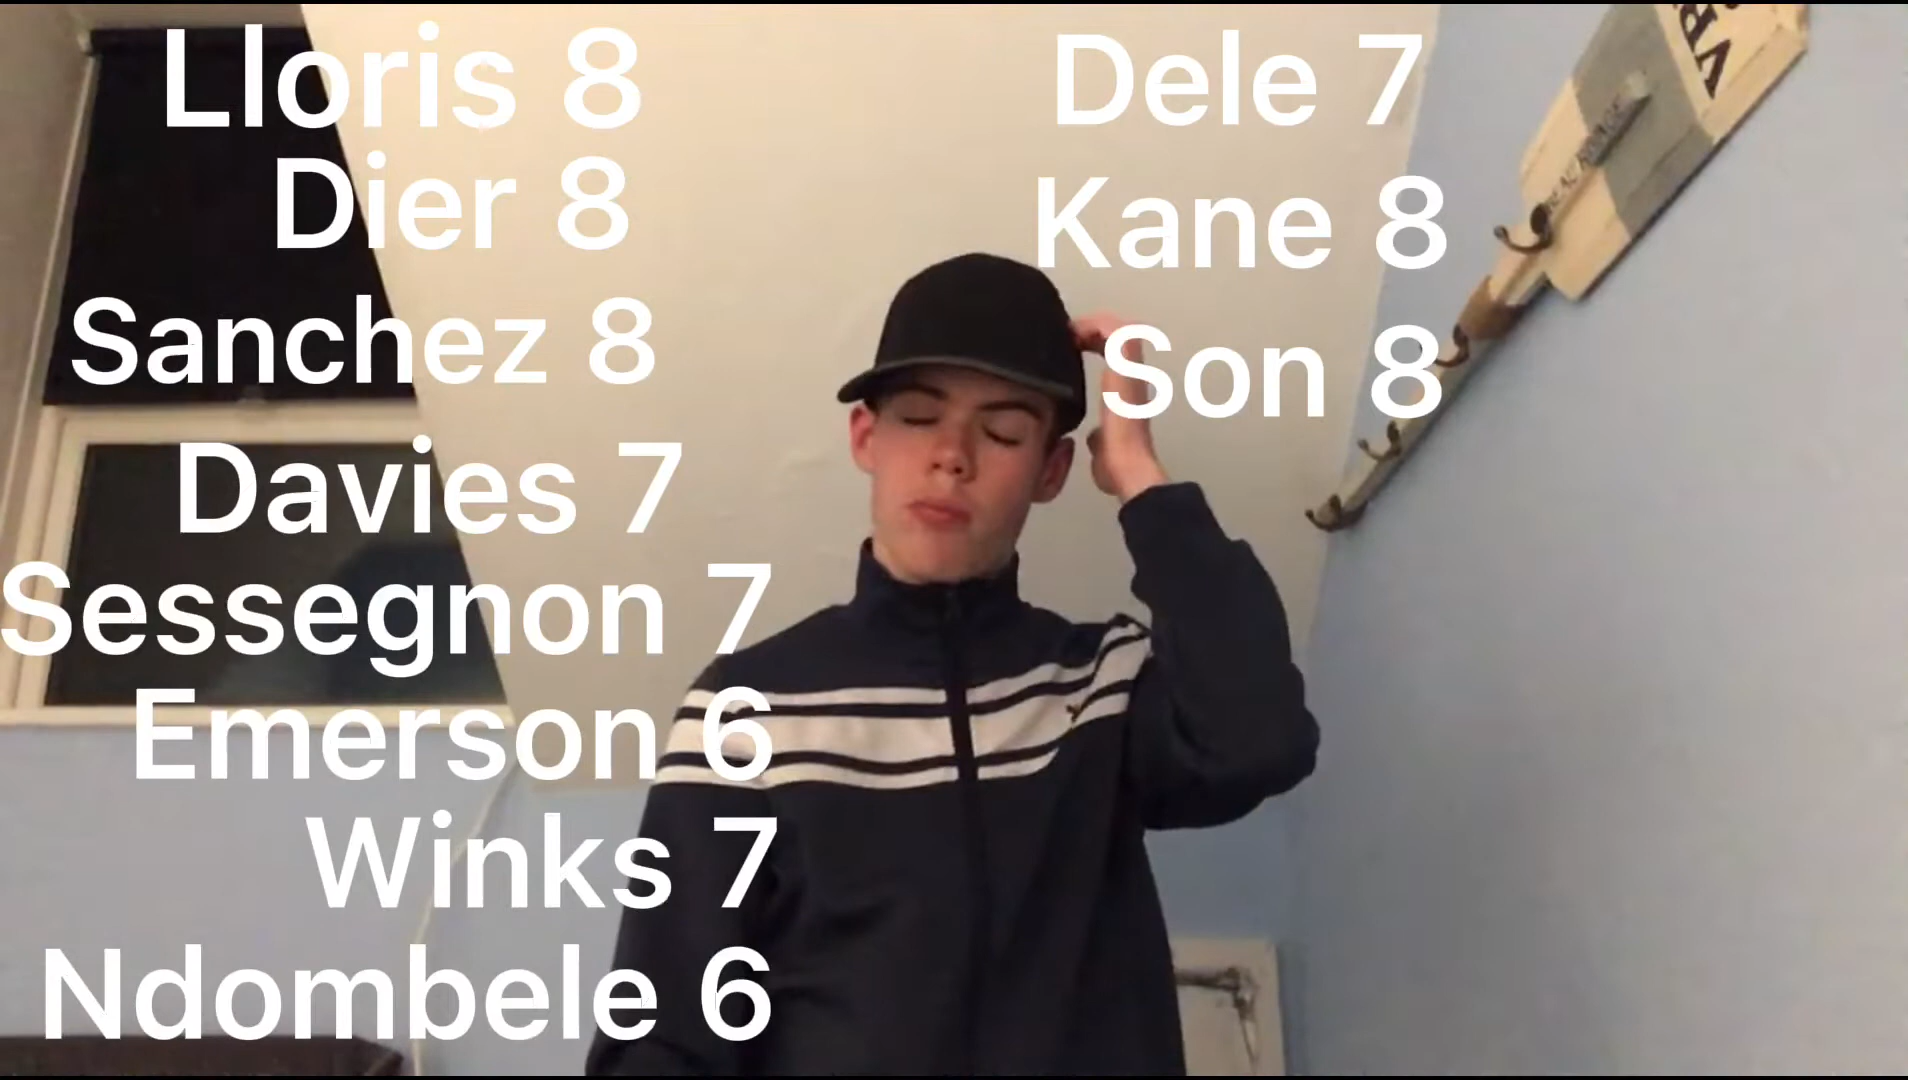 Lloris 8
Dier 8
Sanchez 8
Davies 7
Sessegnon 7
Emerson 6
Winks 7
Ndombele 6
Dele 7
Kane 8
Son 8